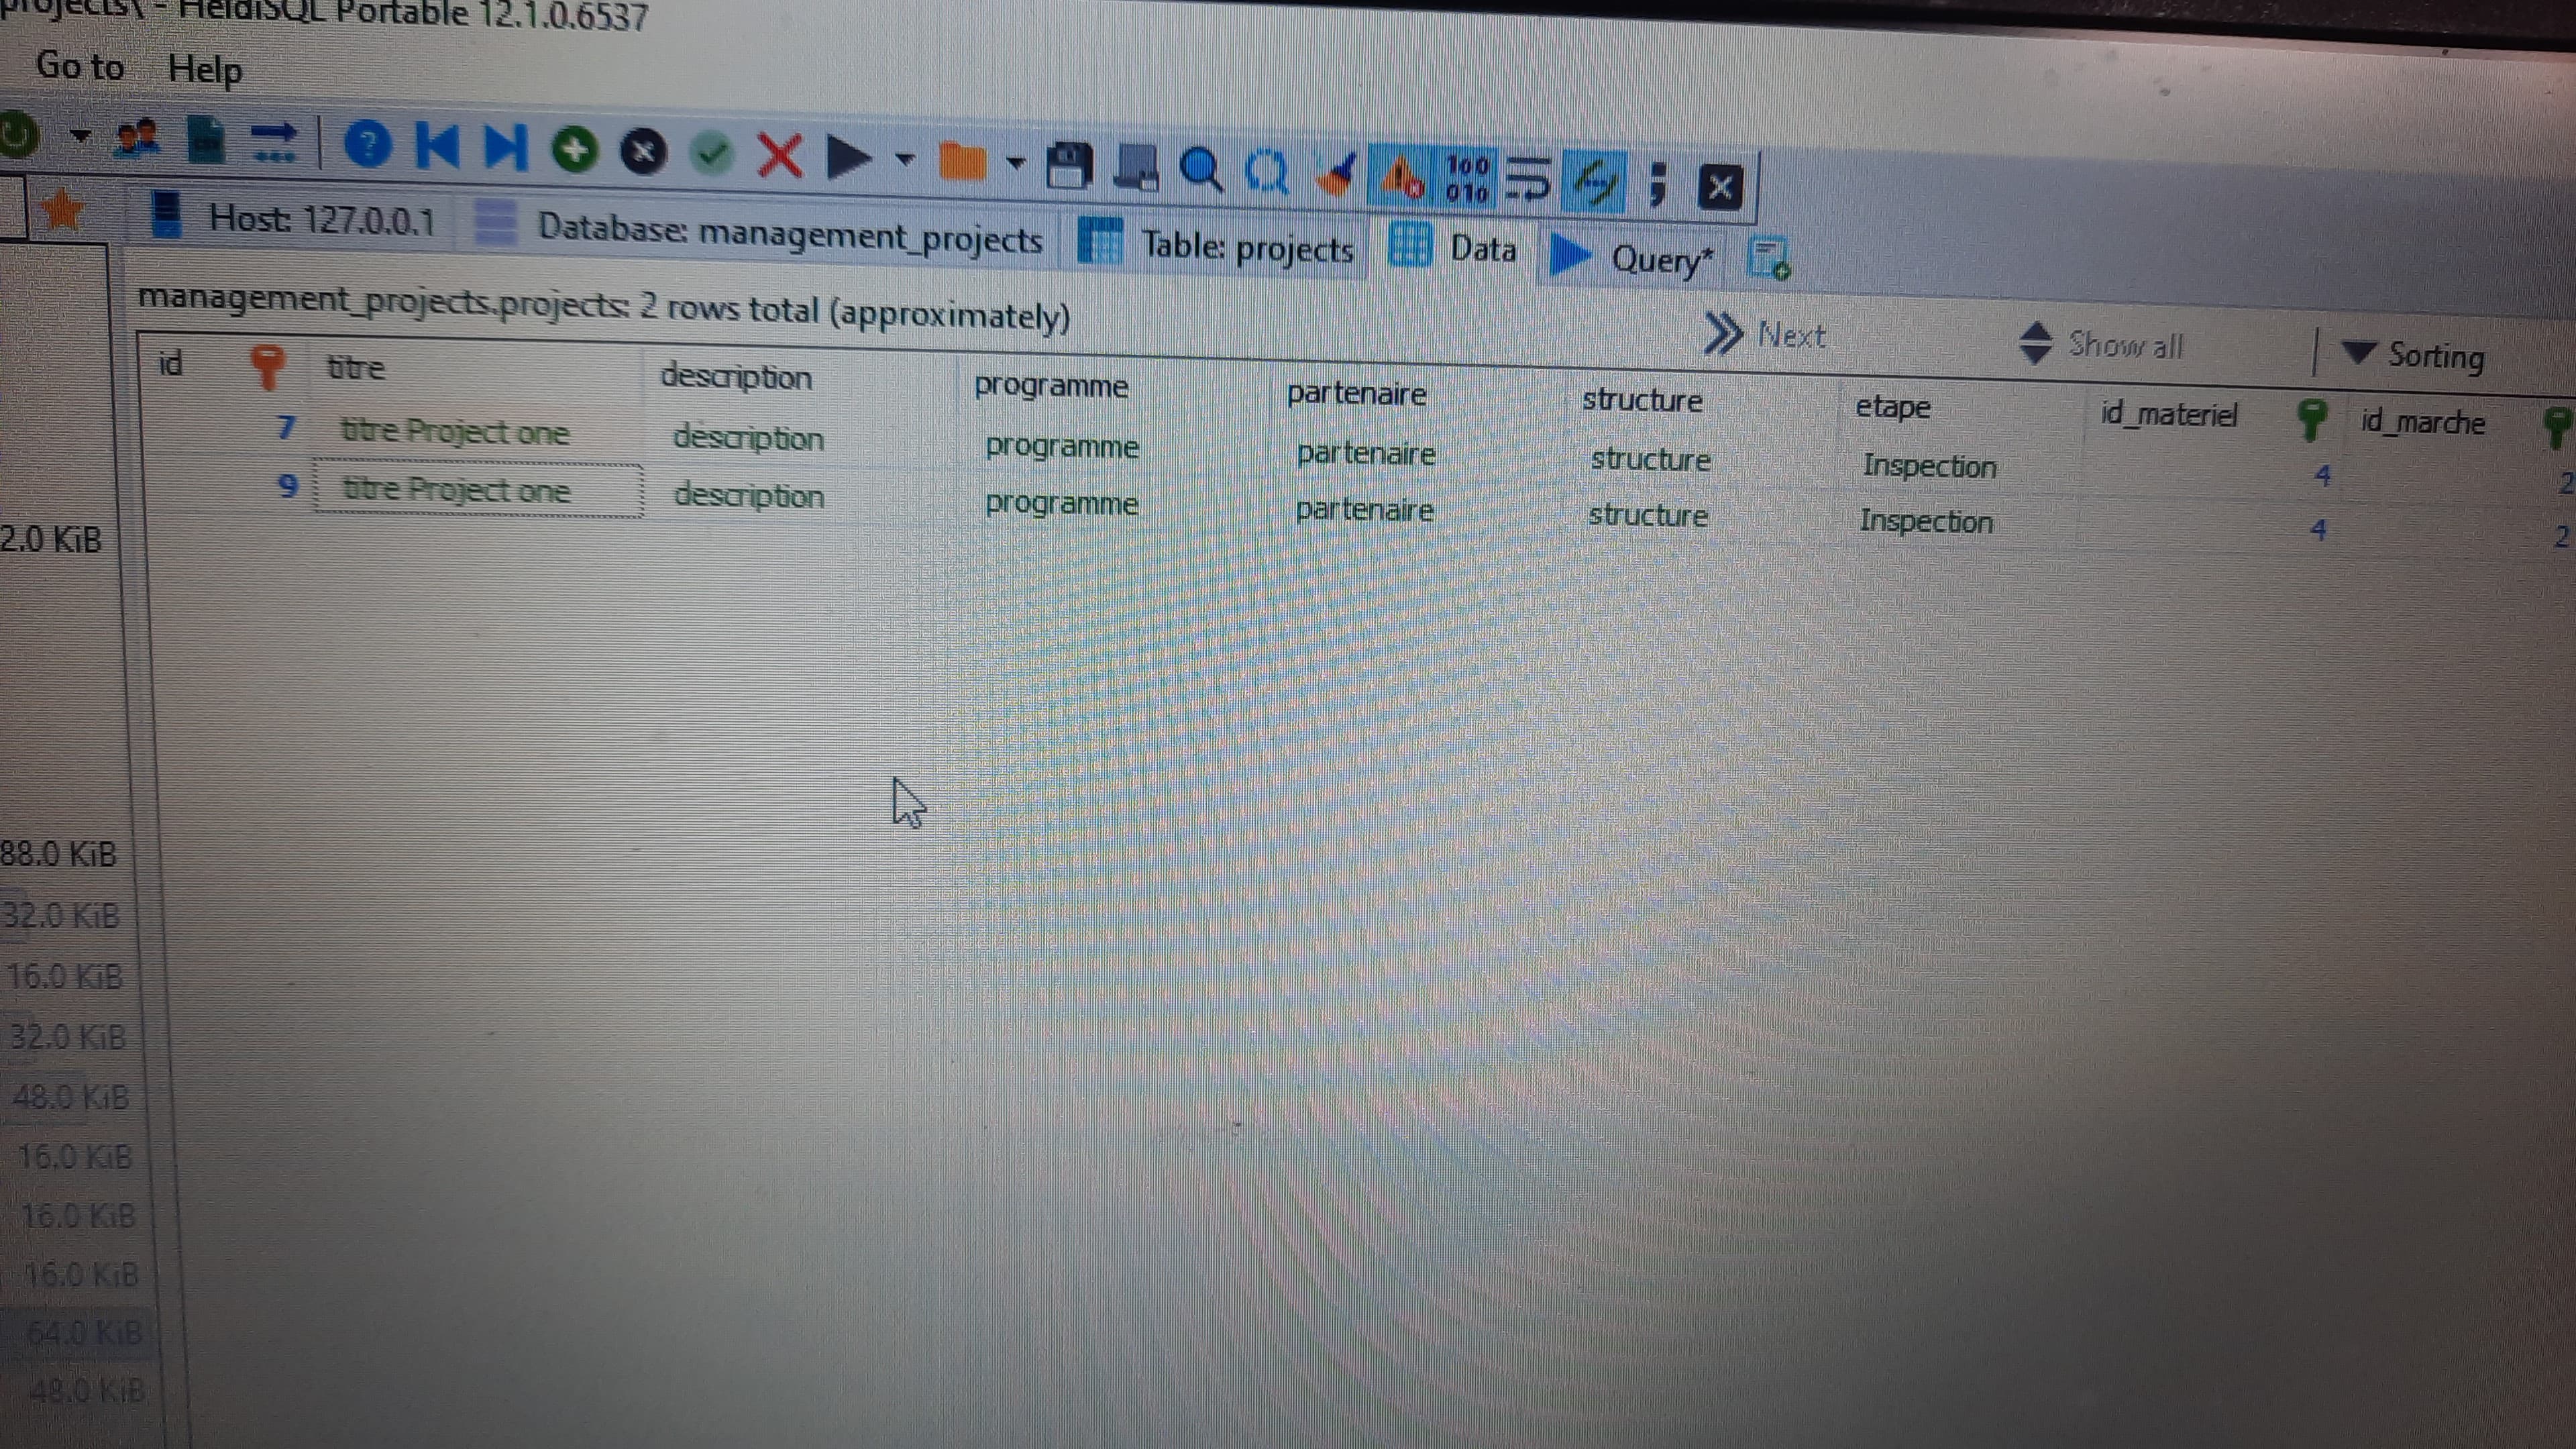 projects\ - HeidiSQL Portable 12.1.0.6537
Go to Help
Host: 127.0.0.1 Database: management_projects Table: projects Data Query*
management_projects.projects: 2 rows total (approximately) Next Show all Sorting
id titre description programme partenaire structure etape id_materiel id_marche
7 titre Project one description programme partenaire structure Inspection 4 2
9 titre Project one description programme partenaire structure Inspection 4 2
2.0 KiB
88.0 KiB
32.0 KiB
16.0 KiB
32.0 KiB
48.0 KiB
16.0 KiB
16.0 KiB
16.0 KiB
64.0 KiB
48.0 KiB